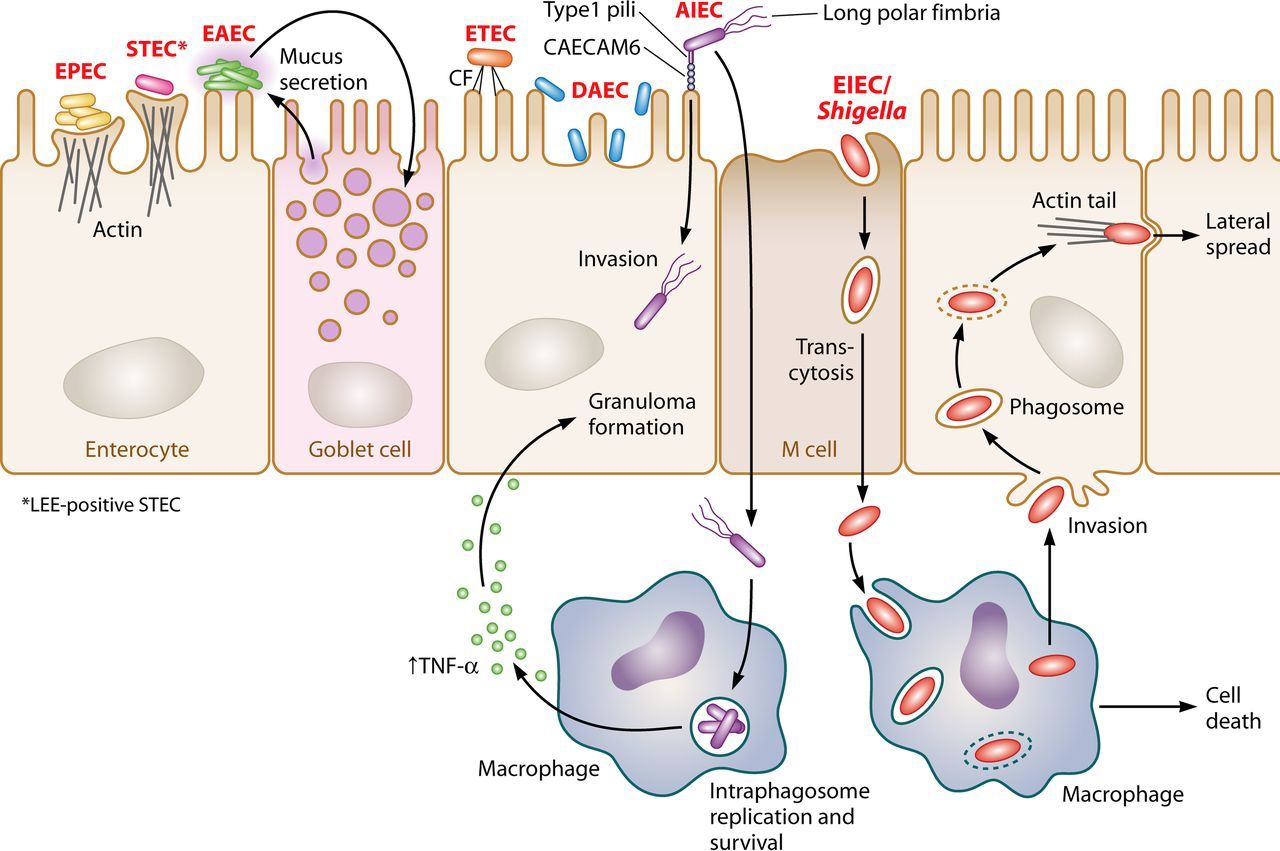 Type1 pili
AIEC
Long polar fimbria
EAEC
ETEC
STEC*
CAECAM6
EPEC
Mucus
secretion
CF
DAEC
EIEC/
Shigella
Actin
Actin tail
Lateral
spread
Invasion
Trans-
cytosis
Granuloma
formation
Phagosome
Enterocyte
Goblet cell
M cell
*LEE-positive STEC
Invasion
↑TNF-α
Cell
death
Macrophage
Intraphagosome
replication and
survival
Macrophage